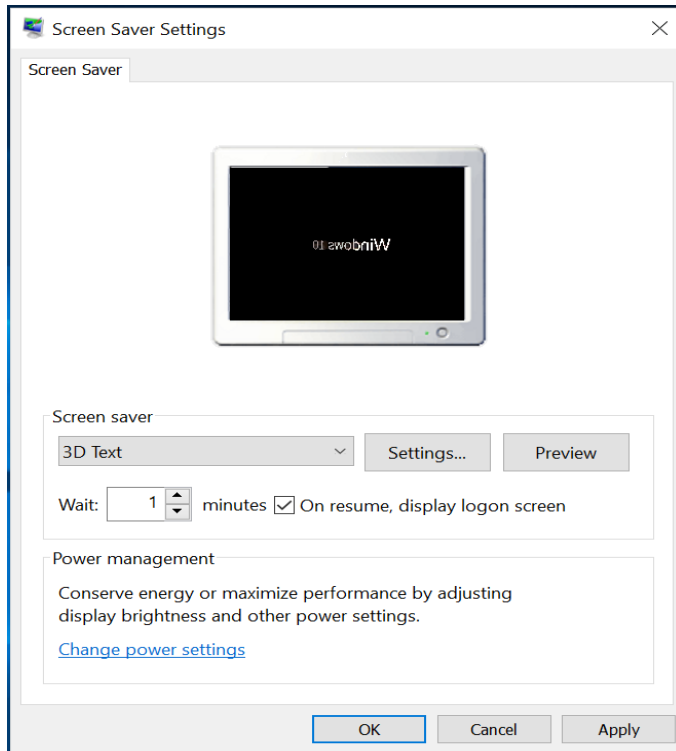 Screen Saver Settings
Screen Saver
Windows 10
Screen saver
3D Text
Settings...
Preview
Wait: 1 minutes On resume, display logon screen
Power management
Conserve energy or maximize performance by adjusting
display brightness and other power settings.
Change power settings
OK Cancel Apply